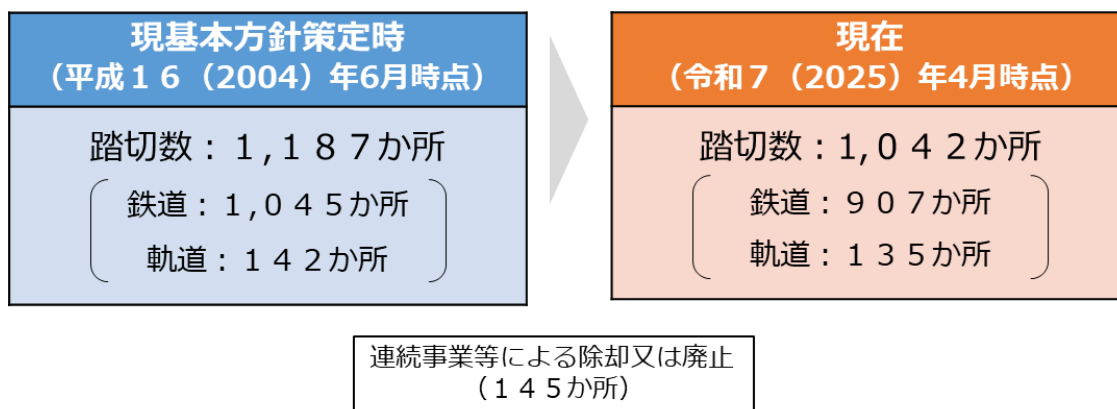 現基本方針策定時
（平成１６（2004）年6月時点）
踏切数：１,１８７か所
鉄道：１,０４５か所
軌道：１４２か所
現在
（令和７（2025）年4月時点）
踏切数：１,０４２か所
鉄道：９０７か所
軌道：１３５か所
連続事業等による除却又は廃止
（１４５か所）